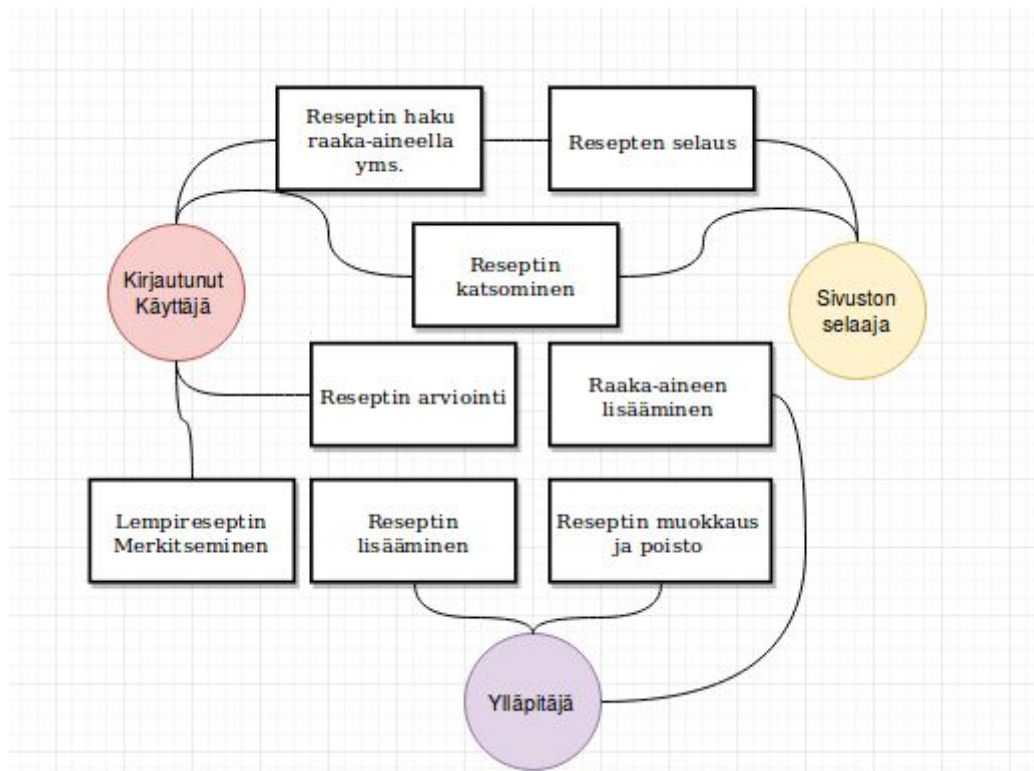 Reseptin haku
raaka-aineella
yms.
Resepten selaus
Kirjautunut
Käyttäjä
Reseptin
katsominen
Sivuston
selaaja
Reseptin arviointi
Raaka-aineen
lisääminen
Lempireseptin
Merkitseminen
Reseptin
lisääminen
Reseptin muokkaus
ja poisto
Ylläpitäjä